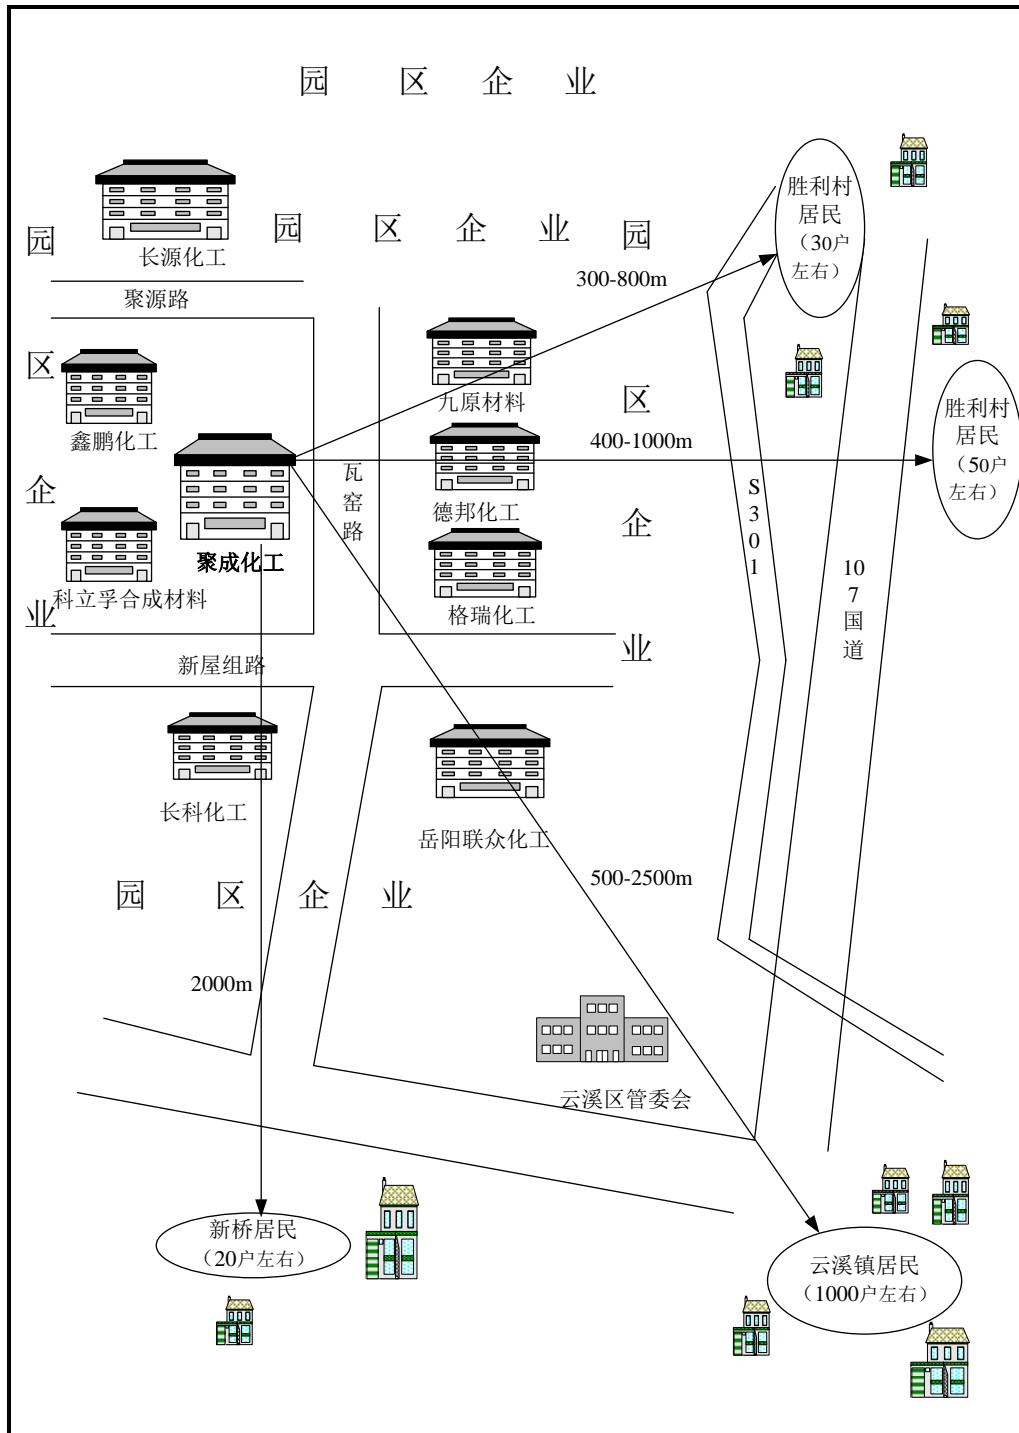 园 区 企 业
胜利村
居民
（30户
左右）
长源化工
园 区 企 业
园
区
企
业
园
区
企
业
300-800m
聚源路
鑫鹏化工
九原材料
胜利村
居民
（50户
左右）
400-1000m
瓦
窑
路
德邦化工
S
3
0
1
聚成化工
科立孚合成材料
格瑞化工
10
7
国
道
新屋组路
长科化工
岳阳联众化工
500-2500m
园 区 企 业
2000m
云溪区管委会
新桥居民
（20户左右）
云溪镇居民
（1000户左右）